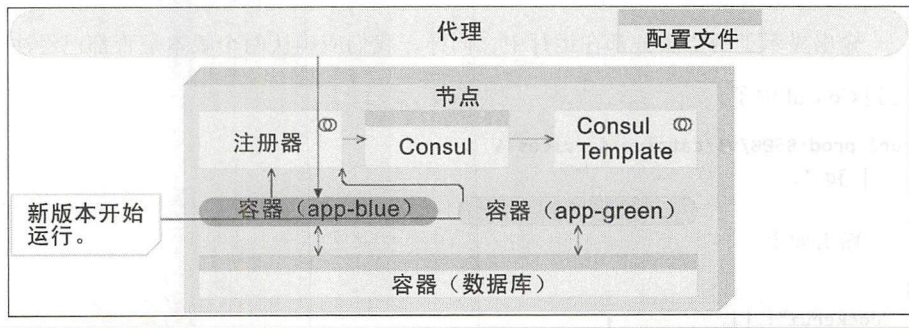 代理
配置文件
节点
注册器
Consul
Consul
Template
容器（app-blue）
容器（app-green）
新版本开始
运行。
容器（数据库）